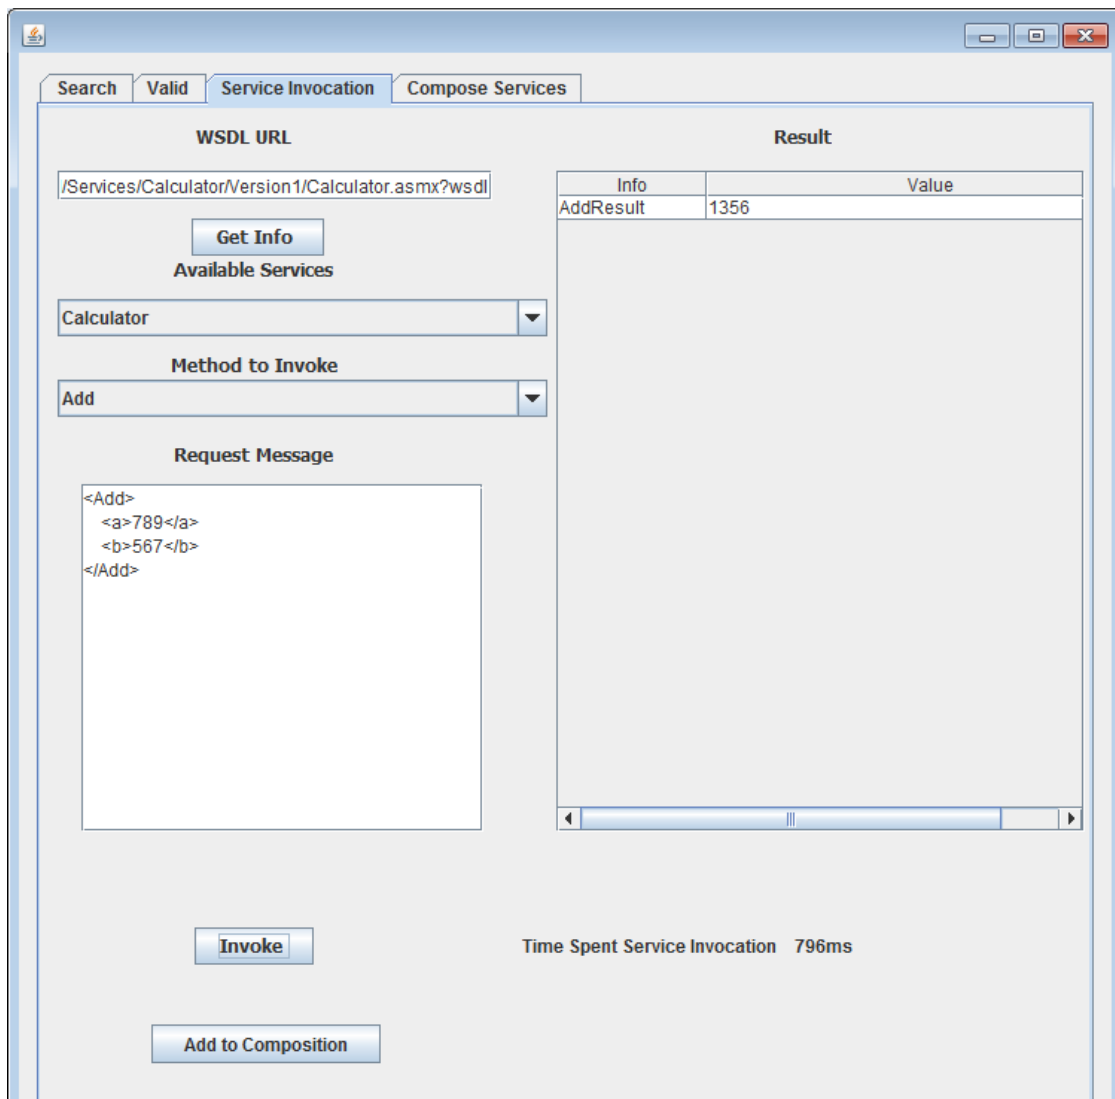 Search Valid Service Invocation Compose Services
WSDL URL
/Services/Calculator/Version1/Calculator.asmx?wsdl
Get Info
Available Services
Calculator
Method to Invoke
Add
Request Message
<Add>
<a>789</a>
<b>567</b>
</Add>
Invoke
Add to Composition
Result
Info Value
AddResult 1356
Time Spent Service Invocation 796ms